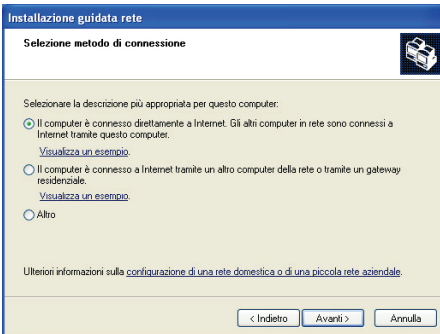 Installazione guidata rete
Selezione metodo di connessione
Selezionare la descrizione più appropriata per questo computer:
Il computer è connesso direttamente a Internet. Gli altri computer in rete sono connessi a
Internet tramite questo computer.
Visualizza un esempio.
Il computer è connesso a Internet tramite un altro computer della rete o tramite un gateway
residenziale.
Visualizza un esempio.
Altro
Ulteriori informazioni sulla configurazione di una rete domestica o di una piccola rete aziendale.
< Indietro Avanti > Annulla